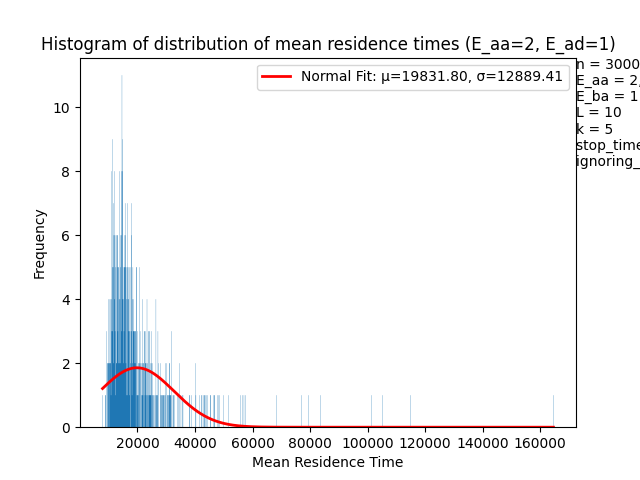 Histogram of distribution of mean residence times (E_aa=2, E_ad=1)
Normal Fit: μ=19831.80, σ=12889.41
n = 3000
E_aa = 2,
E_ba = 1
L = 10
k = 5
stop_time
ignoring_
Frequency
10
8
6
4
2
0
20000 40000 60000 80000 100000 120000 140000 160000
Mean Residence Time